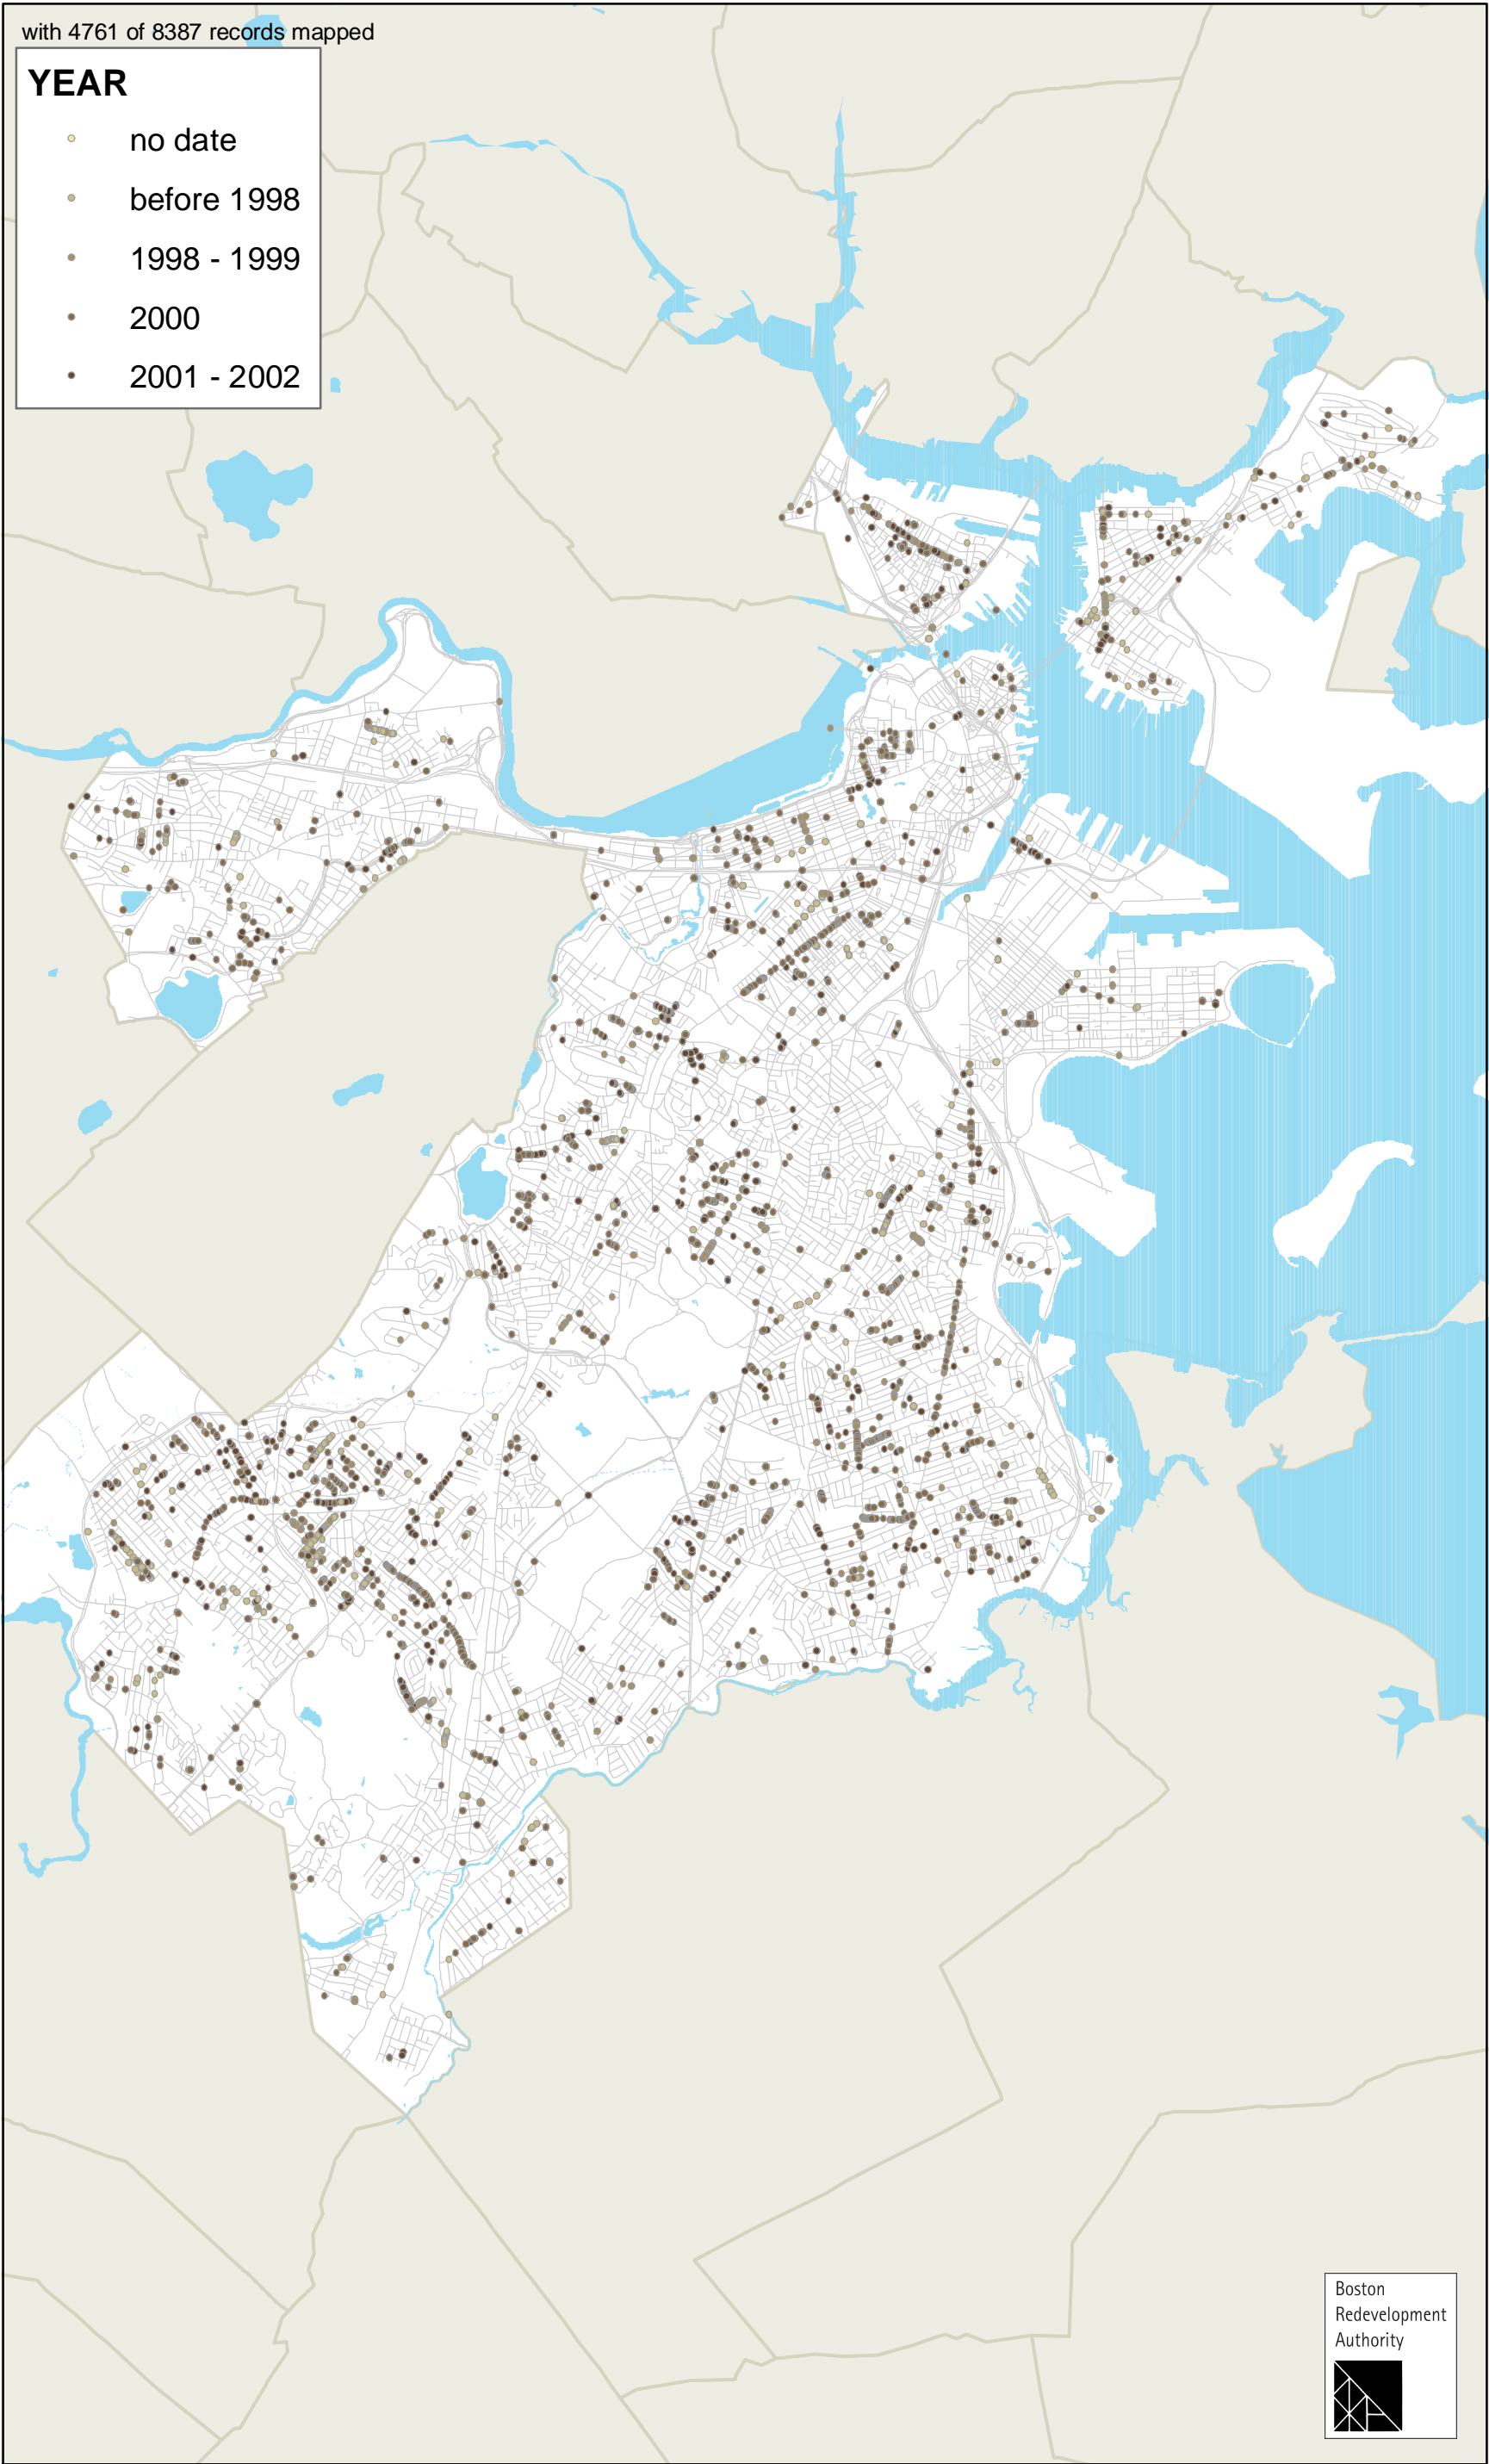 with 4761 of 8387 records mapped
YEAR
no date
before 1998
1998 - 1999
2000
2001 - 2002
Boston
Redevelopment
Authority